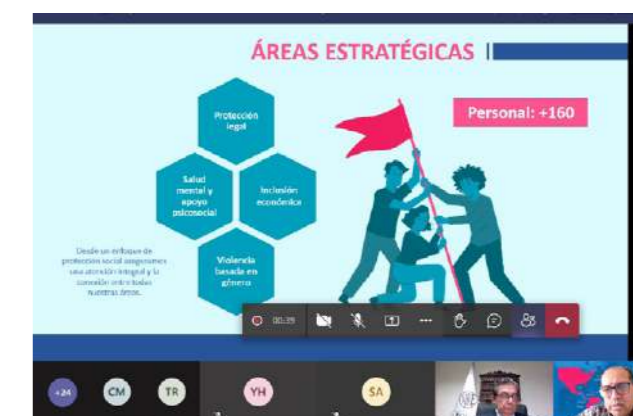 ÁREAS ESTRATÉGICAS
Personal: +160
Protección
legal
Salud
mental y
apoyo
psicosocial
Inclusión
económica
Violencia
basada en
género
Desde un enfoque de
protección social aseguramos
una atención integral y la
conexión entre todas
nuestras áreas.
00:39
+24
CM
TR
YH
SA